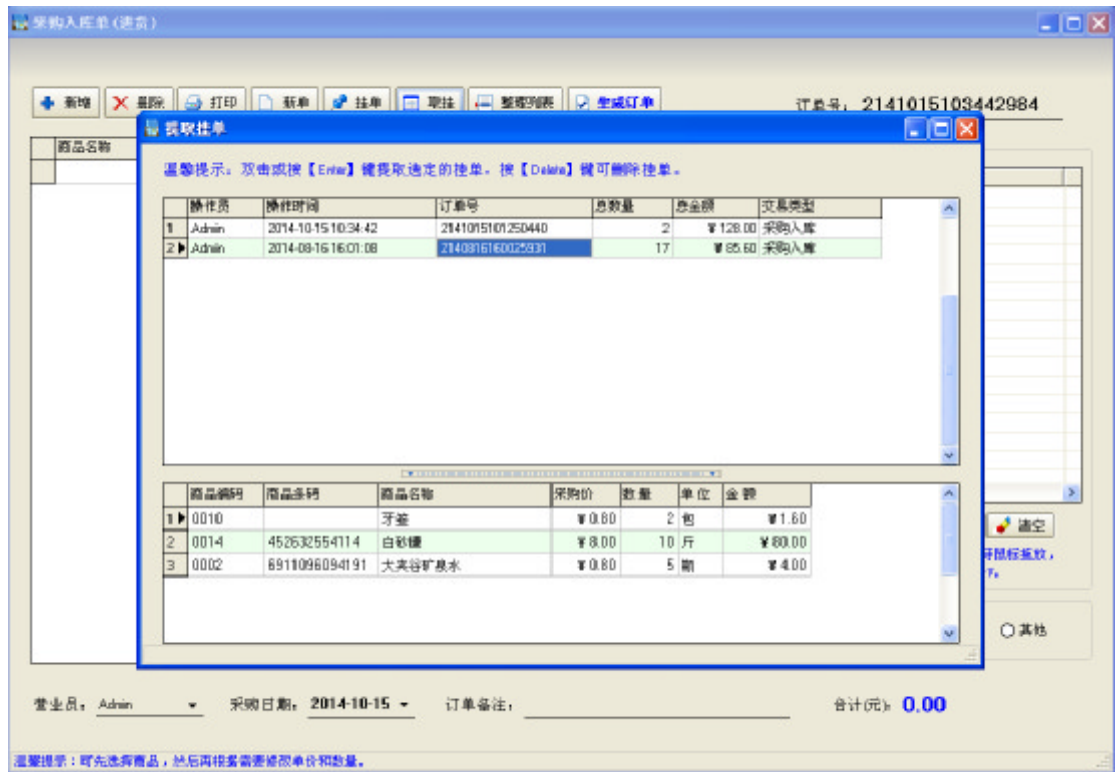 采购入库单(进货)
新增 删除 打印 新单 挂单 取挂 整理列表 生成订单 订单号: 2141015103442984
提取挂单
商品名称
温馨提示: 双击或按【Enter】键提取选定的挂单. 按【Delete】键可删除挂单.
操作员 操作时间 订单号 总数量 总金额 交易类型
1 Admin 2014-10-15 10:34:42 2141015101250440 2 ¥128.00 采购入库
2 Admin 2014-08-16 16:01:08 2140816160025931 17 ¥85.60 采购入库
商品编码 商品条码 商品名称 采购价 数量 单位 金额
1 0010 牙签 ¥0.80 2 包 ¥1.60
2 0014 452632554114 白砂糖 ¥8.00 10 斤 ¥80.00
3 0002 6911096094191 大夹谷矿泉水 ¥0.80 5 ¥4.00
清空
鼠标拖放,
其他
营业员: Admin 采购日期: 2014-10-15 订单备注: 合计(元): 0.00
温馨提示:可先选择商品,然后再根据需要修改单价和数量。